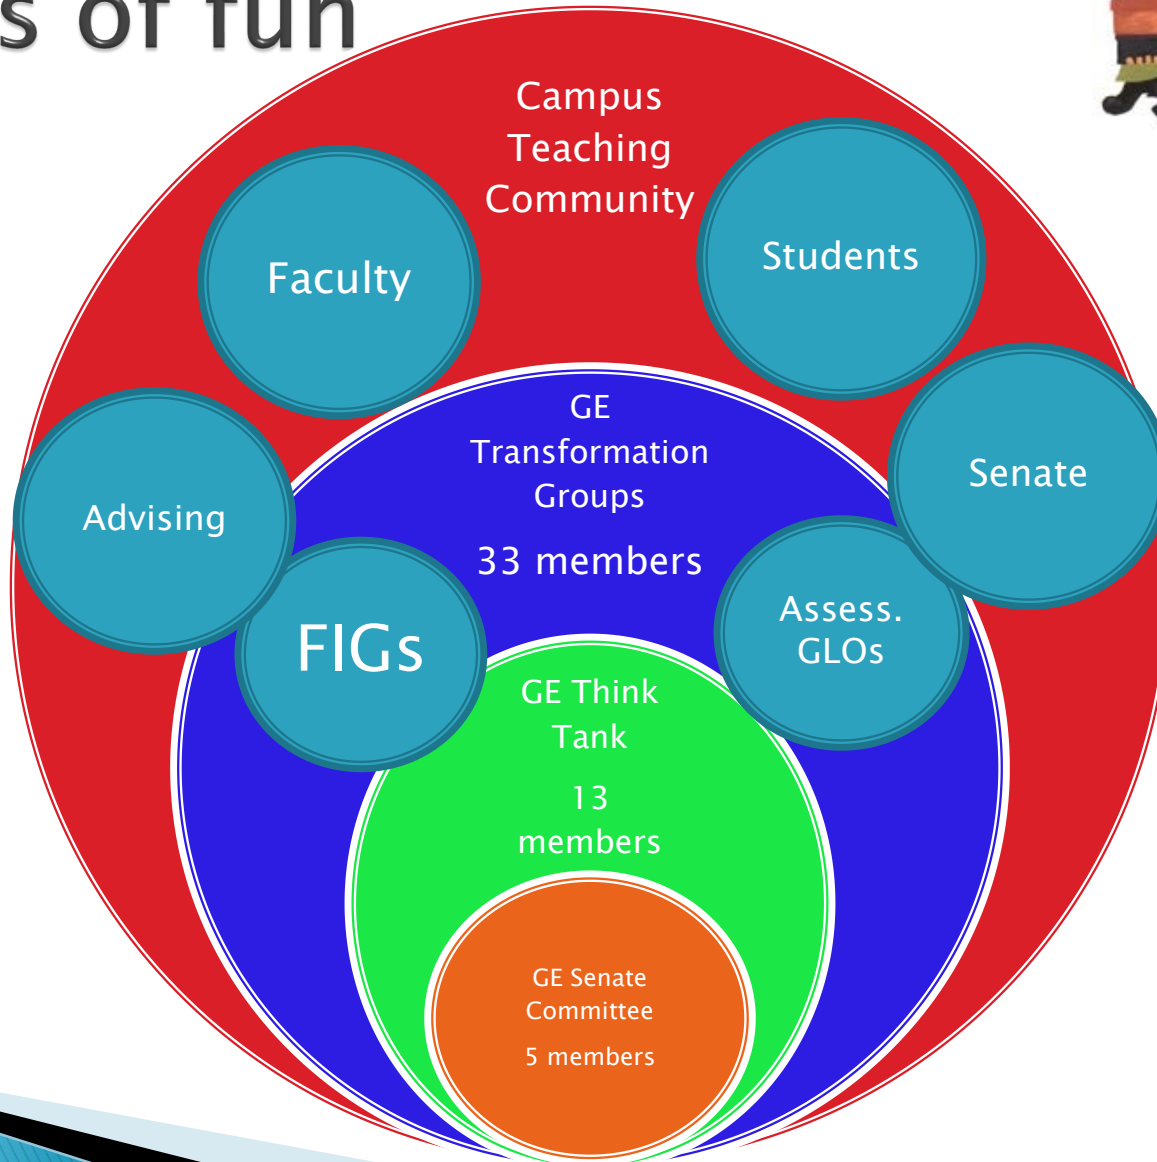 of fun
Campus
Teaching
Community
Faculty
Students
GE
Transformation
Groups
33 members
Advising
Senate
FIGs
Assess.
GLOs
GE Think
Tank
13
members
GE Senate
Committee
5 members